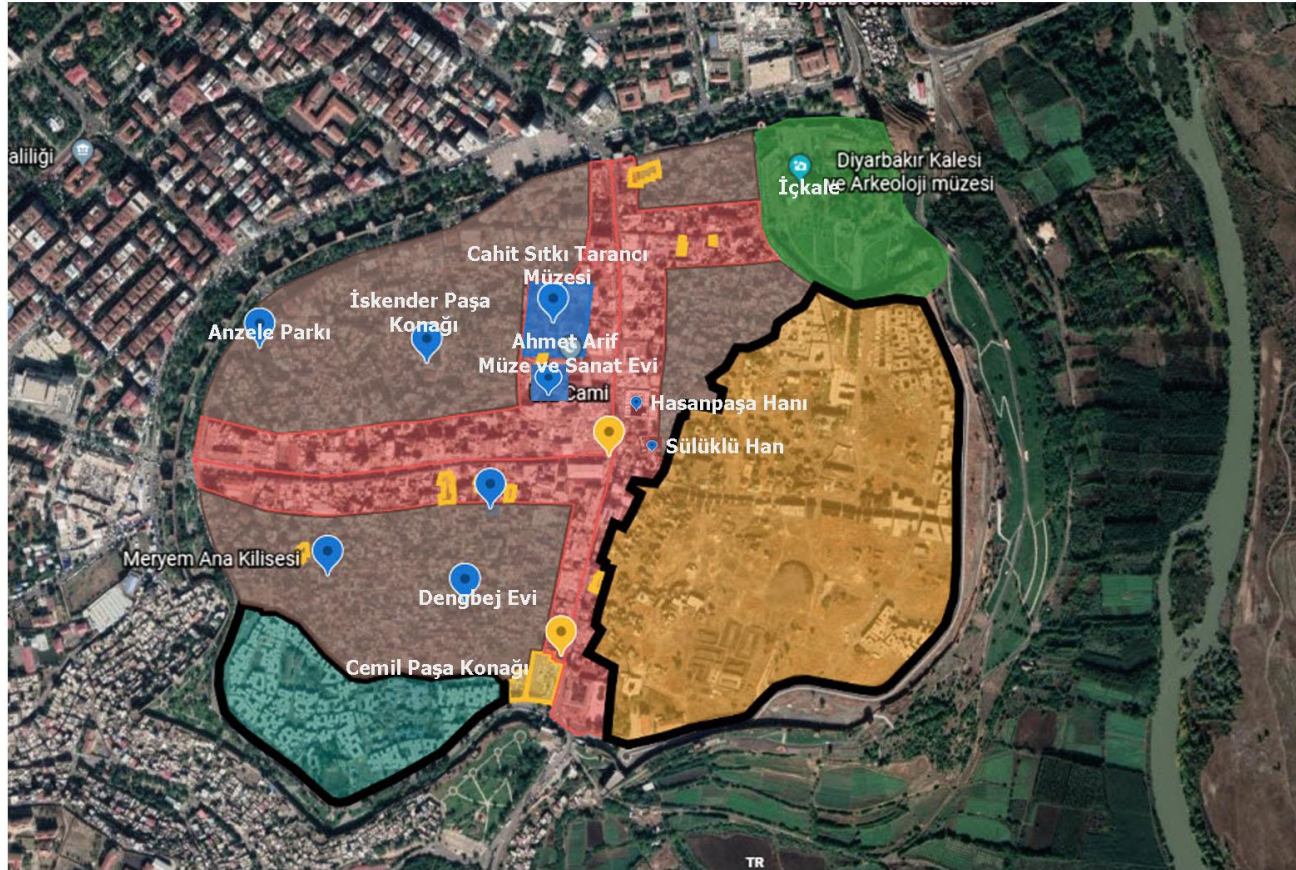 aliliği
Diyarbakır Kalesi
ve Arkeoloji müzesi
İçkale
Cahit Sıtkı Tarancı
Müzesi
İskender Paşa
Konağı
Anzele Parkı
Ahmet Arif
Müze ve Sanat Evi
Cami
Hasanpaşa Hanı
Sülüklü Han
Meryem Ana Kilisesi
Dengbej Evi
Cemil Paşa Konağı
TR